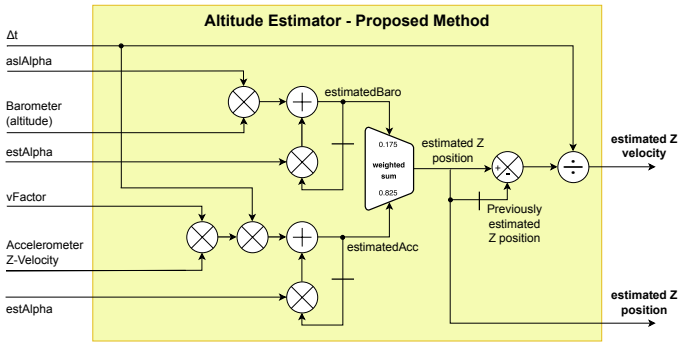 Altitude Estimator - Proposed Method
Δt
aslAlpha
Barometer
(altitude)
estAlpha
vFactor
Accelerometer
Z-Velocity
estAlpha
estimatedBaro
estimatedAcc
0.175
weighted
sum
0.825
estimated Z
position
+
-
Previously
estimated
Z position
estimated Z
velocity
estimated Z
position